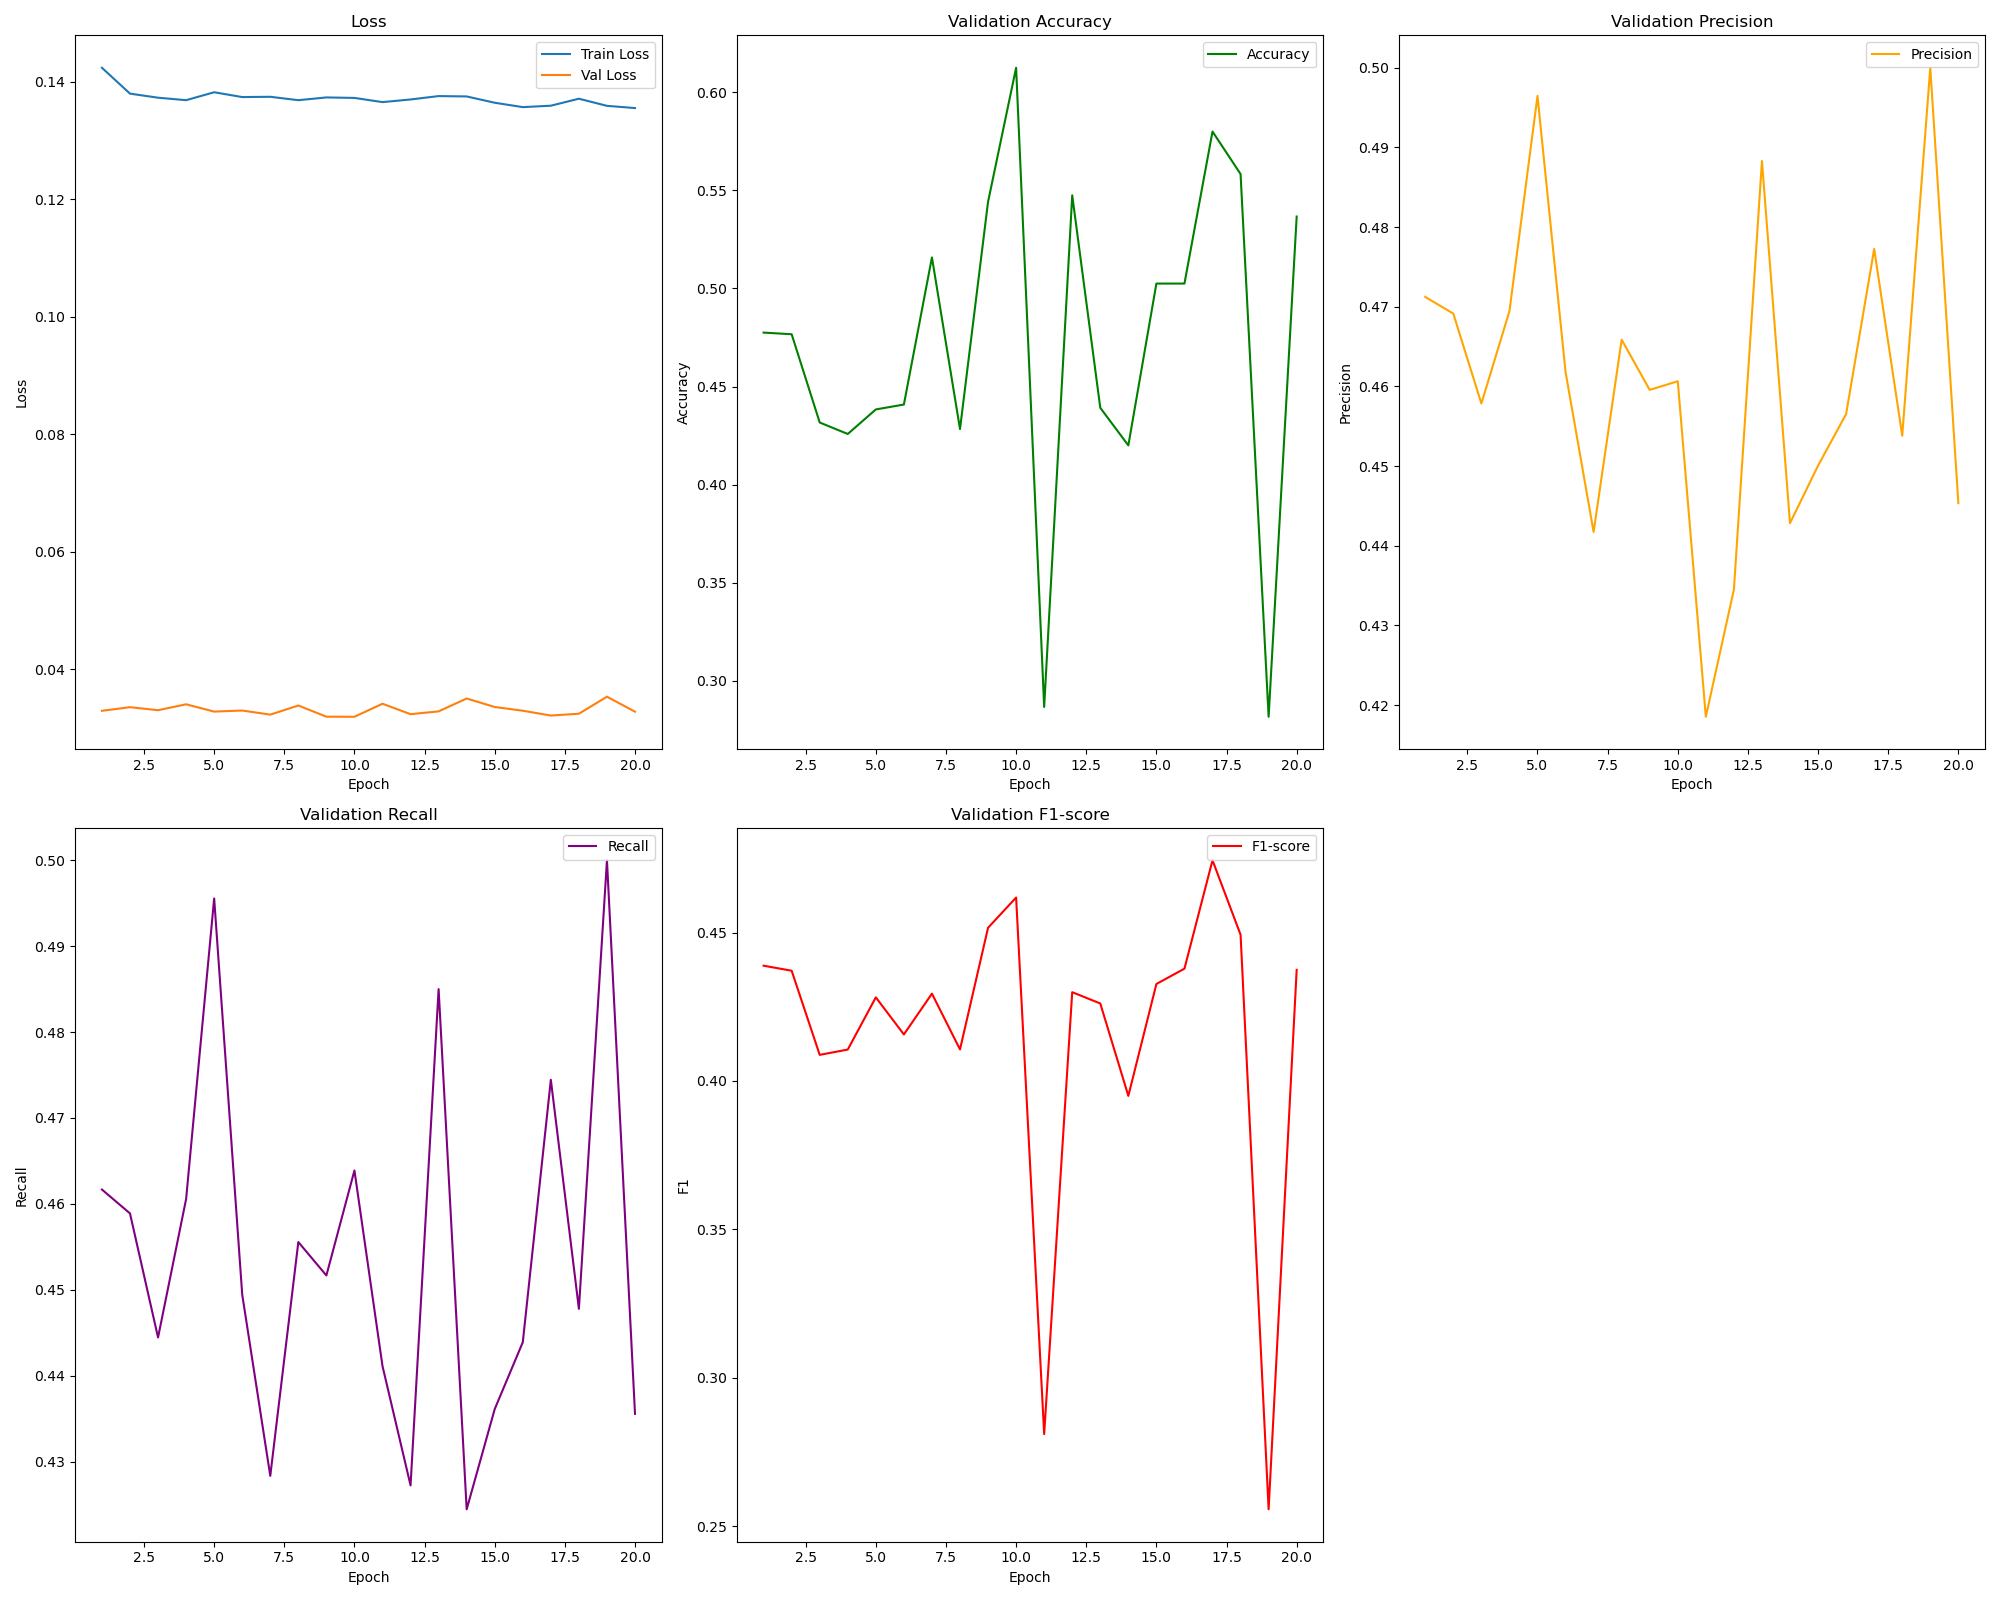 Loss
Train Loss
Val Loss
0.14
0.12
0.10
0.08
0.06
0.04
Loss
2.5 5.0 7.5 10.0 12.5 15.0 17.5 20.0
Epoch
Validation Accuracy
Accuracy
0.60
0.55
0.50
0.45
0.40
0.35
0.30
Accuracy
2.5 5.0 7.5 10.0 12.5 15.0 17.5 20.0
Epoch
Validation Precision
Precision
0.50
0.49
0.48
0.47
0.46
0.45
0.44
0.43
0.42
Precision
2.5 5.0 7.5 10.0 12.5 15.0 17.5 20.0
Epoch
Validation Recall
Recall
0.50
0.49
0.48
0.47
0.46
0.45
0.44
0.43
Recall
2.5 5.0 7.5 10.0 12.5 15.0 17.5 20.0
Epoch
Validation F1-score
F1-score
0.45
0.40
0.35
0.30
0.25
F1
2.5 5.0 7.5 10.0 12.5 15.0 17.5 20.0
Epoch